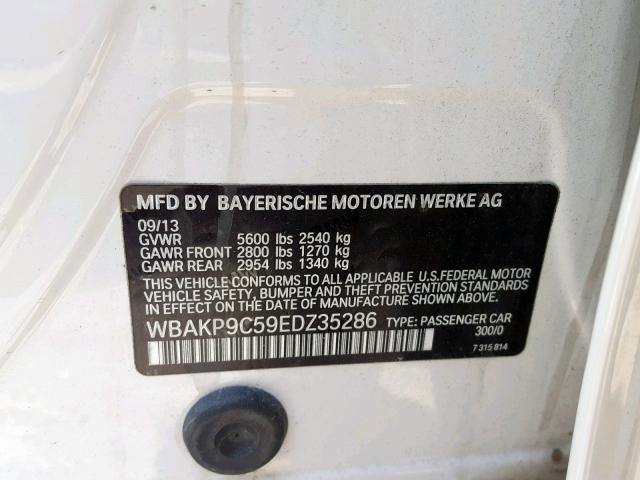 MFD BY BAYERISCHE MOTOREN WERKE AG
09/13
GVWR 5600 lbs 2540 kg
GAWR FRONT 2800 lbs 1270 kg
GAWR REAR 2954 lbs 1340 kg
THIS VEHICLE CONFORMS TO ALL APPLICABLE U.S.FEDERAL MOTOR
VEHICLE SAFETY, BUMPER, AND THEFT PREVENTION STANDARDS IN
EFFECT ON THE DATE OF MANUFACTURE SHOWN ABOVE.
WBAKP9C59EDZ35286 TYPE: PASSENGER CAR
300/0
7 315 814